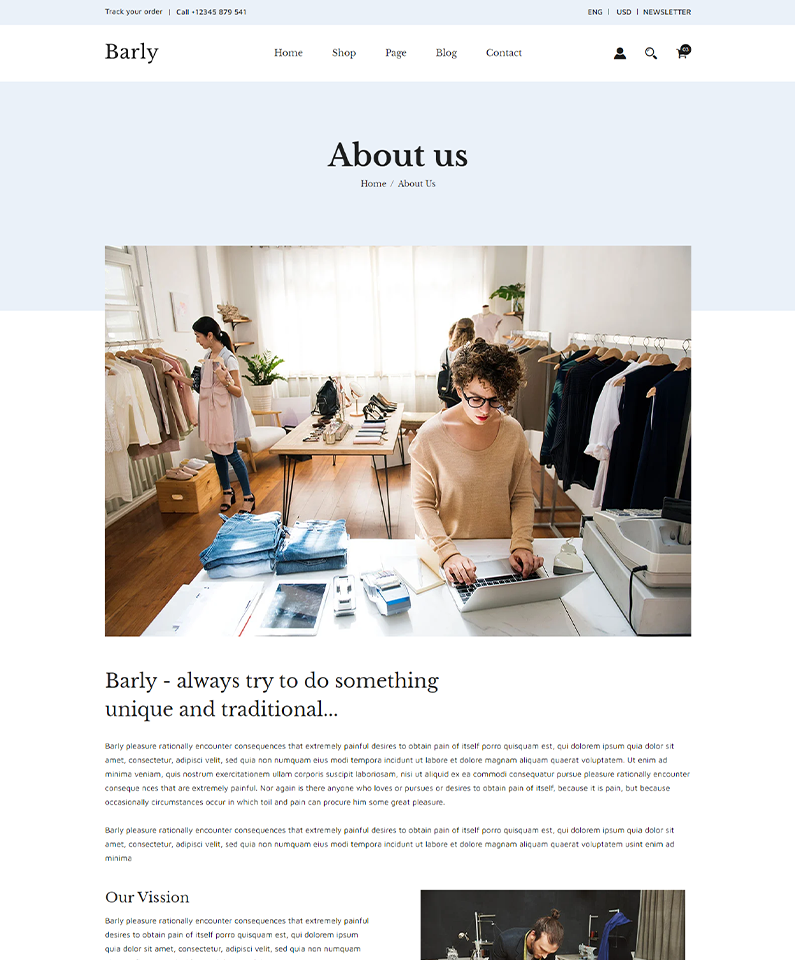 Track your order | Call +12345 879 541
ENG | USD | NEWSLETTER
Barly
Home Shop Page Blog Contact
03
About us
Home / About Us
Barly - always try to do something
unique and traditional...
Barly pleasure rationally encounter consequences that extremely painful desires to obtain pain of itself porro quisquam est, qui dolorem ipsum quia dolor sit
amet, consectetur, adipisci velit, sed quia non numquam eius modi tempora incidunt ut labore et dolore magnam aliquam quaerat voluptatem. Ut enim ad
minima veniam, quis nostrum exercitationem ullam corporis suscipit laboriosam, nisi ut aliquid ex ea commodi consequatur pursue pleasure rationally encounter
conseque nces that are extremely painful. Nor again is there anyone who loves or pursues or desires to obtain pain of itself, because it is pain, but because
occasionally circumstances occur in which toil and pain can procure him some great pleasure.
Barly pleasure rationally encounter consequences that extremely painful desires to obtain pain of itself porro quisquam est, qui dolorem ipsum quia dolor sit
amet, consectetur, adipisci velit, sed quia non numquam eius modi tempora incidunt ut labore et dolore magnam aliquam quaerat voluptatem usint enim ad
minima
Our Vission
Barly pleasure rationally encounter consequences that extremely painful
desires to obtain pain of itself porro quisquam est, qui dolorem ipsum
quia dolor sit amet, consectetur, adipisci velit, sed quia non numquam